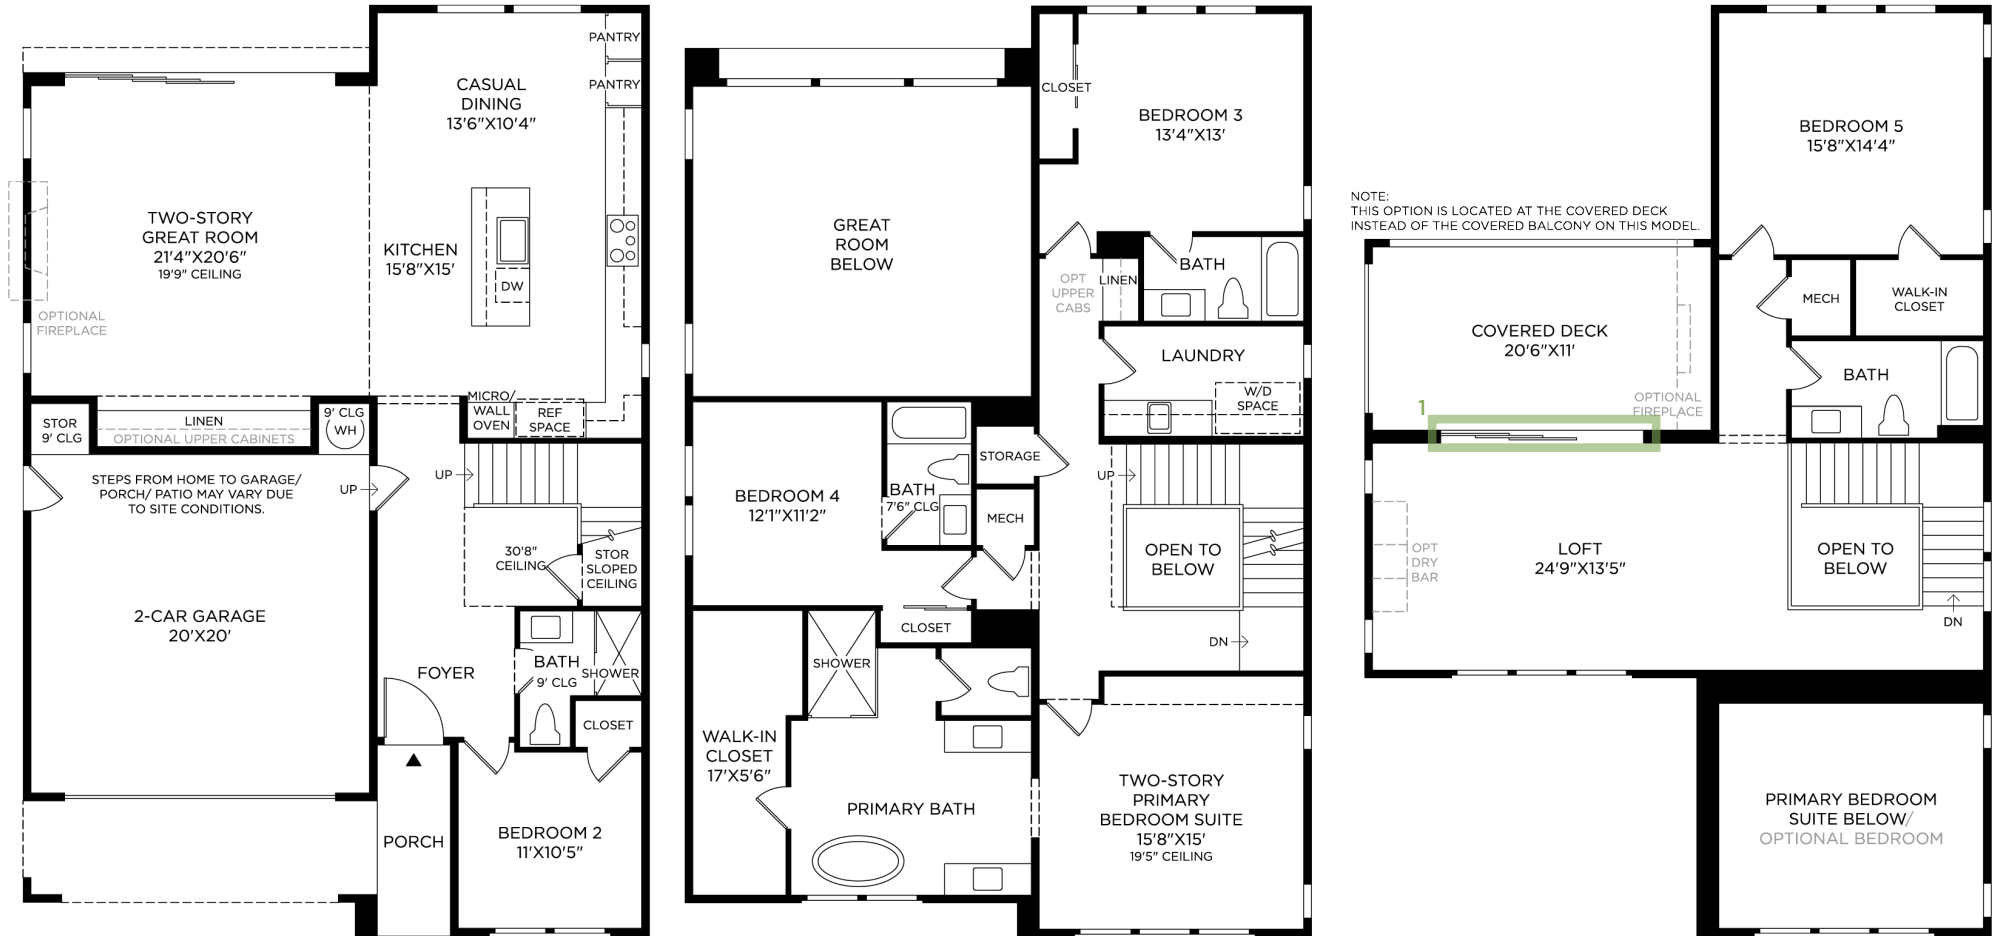 PANTRY
PANTRY
CASUAL
DINING
13'6"X10'4"
TWO-STORY
GREAT ROOM
21'4"X20'6"
19'9" CEILING
KITCHEN
15'8"X15'
DW
OPTIONAL
FIREPLACE
MICRO/
WALL
OVEN
REF
SPACE
STOR
9' CLG
LINEN
OPTIONAL UPPER CABINETS
9' CLG
WH
STEPS FROM HOME TO GARAGE/
PORCH/ PATIO MAY VARY DUE
TO SITE CONDITIONS.
UP
UP
30'8"
CEILING
STOR
SLOPED
CEILING
2-CAR GARAGE
20'X20'
FOYER
BATH
9' CLG
SHOWER
CLOSET
PORCH
BEDROOM 2
11'X10'5"
CLOSET
BEDROOM 3
13'4"X13'
GREAT
ROOM
BELOW
OPT
UPPER
CABS
LINEN
BATH
LAUNDRY
W/D
SPACE
STORAGE
UP
BEDROOM 4
12'1"X11'2"
BATH
7'6" CLG
MECH
OPEN TO
BELOW
CLOSET
DN
SHOWER
WALK-IN
CLOSET
17'X5'6"
PRIMARY BATH
TWO-STORY
PRIMARY
BEDROOM SUITE
15'8"X15'
19'5" CEILING
BEDROOM 5
15'8"X14'4"
NOTE:
THIS OPTION IS LOCATED AT THE COVERED DECK
INSTEAD OF THE COVERED BALCONY ON THIS MODEL.
MECH
WALK-IN
CLOSET
COVERED DECK
20'6"X11'
BATH
OPTIONAL
FIREPLACE
1
OPT
DRY
BAR
LOFT
24'9"X13'5"
OPEN TO
BELOW
DN
PRIMARY BEDROOM
SUITE BELOW/
OPTIONAL BEDROOM